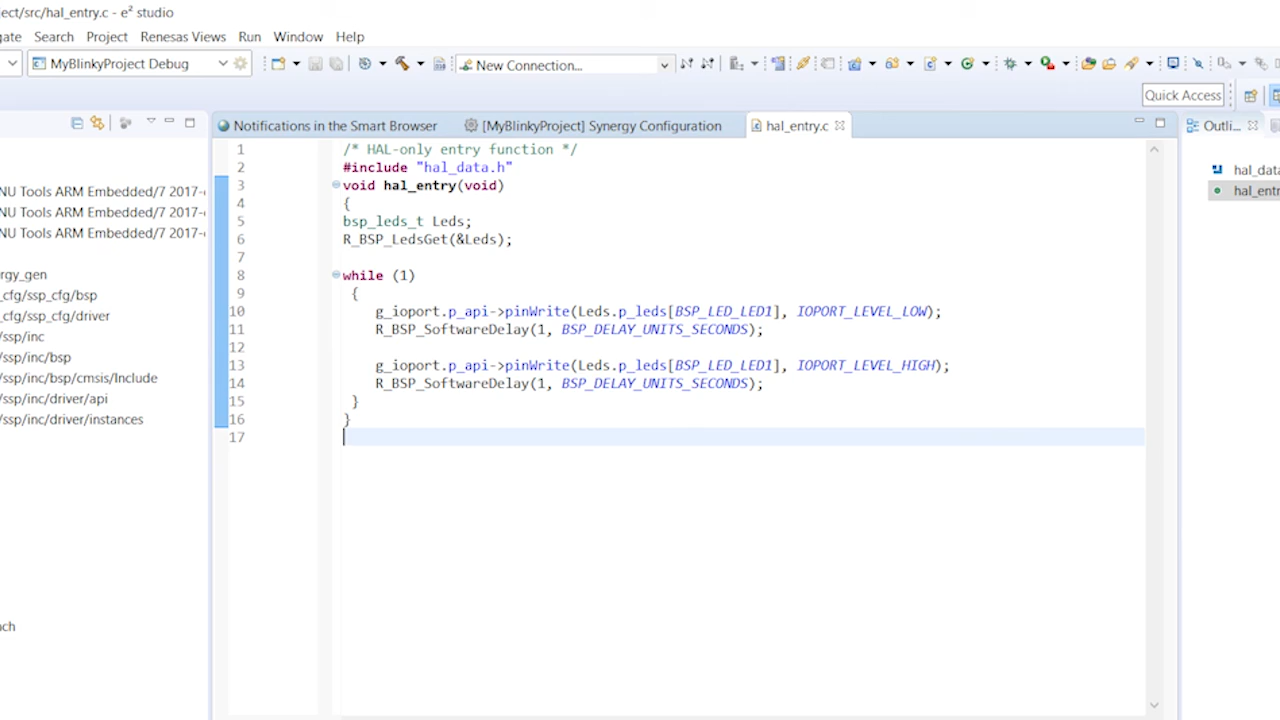 ect/src/hal_entry.c - e² studio
gate Search Project Renesas Views Run Window Help
MyBlinkyProject Debug New Connection...
Quick Access
Notifications in the Smart Browser [MyBlinkyProject] Synergy Configuration hal_entry.c Outli...
NU Tools ARM Embedded/7 2017-
NU Tools ARM Embedded/7 2017-
NU Tools ARM Embedded/7 2017-
rgy_gen
_cfg/ssp_cfg/bsp
_cfg/ssp_cfg/driver
/ssp/inc
/ssp/inc/bsp
/ssp/inc/bsp/cmsis/Include
/ssp/inc/driver/api
/ssp/inc/driver/instances
nch
1 /* HAL-only entry function */
2 #include "hal_data.h"
3 void hal_entry(void)
4 {
5 bsp_leds_t Leds;
6 R_BSP_LedsGet(&Leds);
7
8 while (1)
9 {
10 g_ioport.p_api->pinWrite(Leds.p_leds[BSP_LED_LED1], IOPORT_LEVEL_LOW);
11 R_BSP_SoftwareDelay(1, BSP_DELAY_UNITS_SECONDS);
12
13 g_ioport.p_api->pinWrite(Leds.p_leds[BSP_LED_LED1], IOPORT_LEVEL_HIGH);
14 R_BSP_SoftwareDelay(1, BSP_DELAY_UNITS_SECONDS);
15 }
16 }
17
hal_data
hal_entr